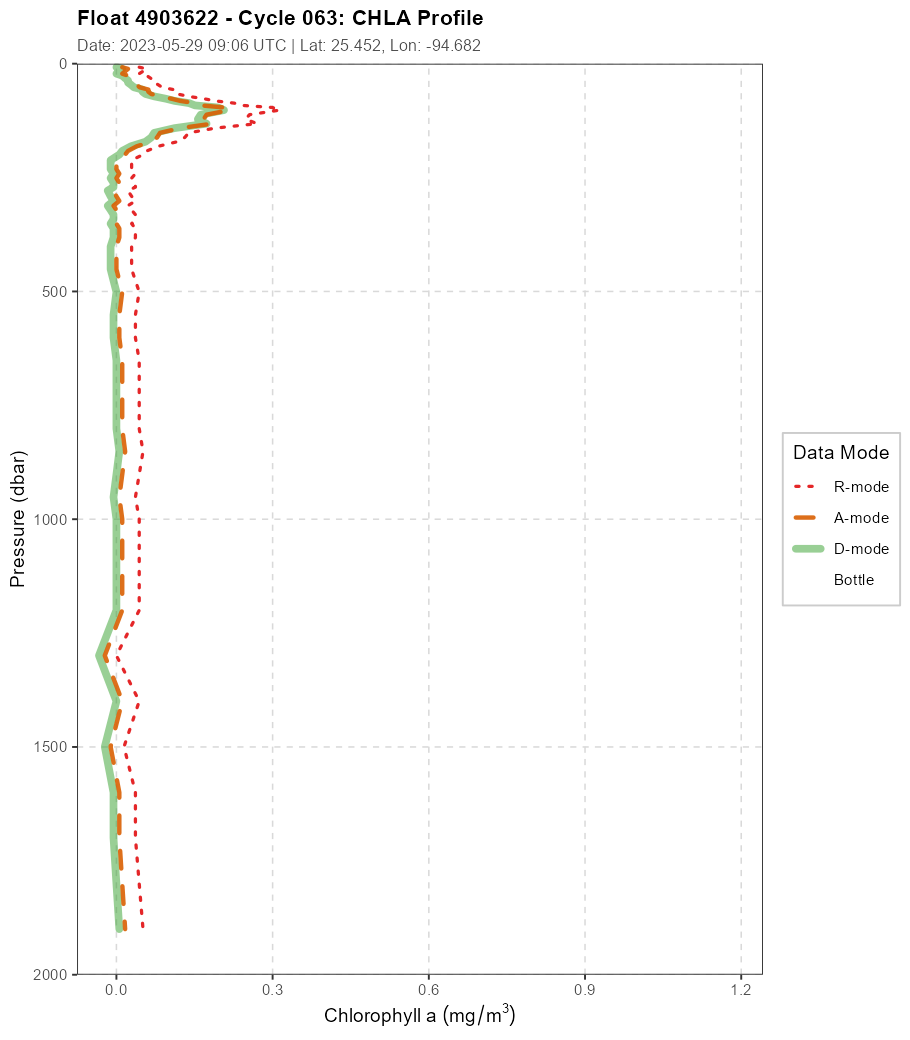 Float 4903622 - Cycle 063: CHLA Profile
Date: 2023-05-29 09:06 UTC | Lat: 25.452, Lon: -94.682
0
500
1000
1500
2000
Pressure (dbar)
0.0 0.3 0.6 0.9 1.2
Chlorophyll a (mg/m³)
Data Mode
R-mode
A-mode
D-mode
Bottle